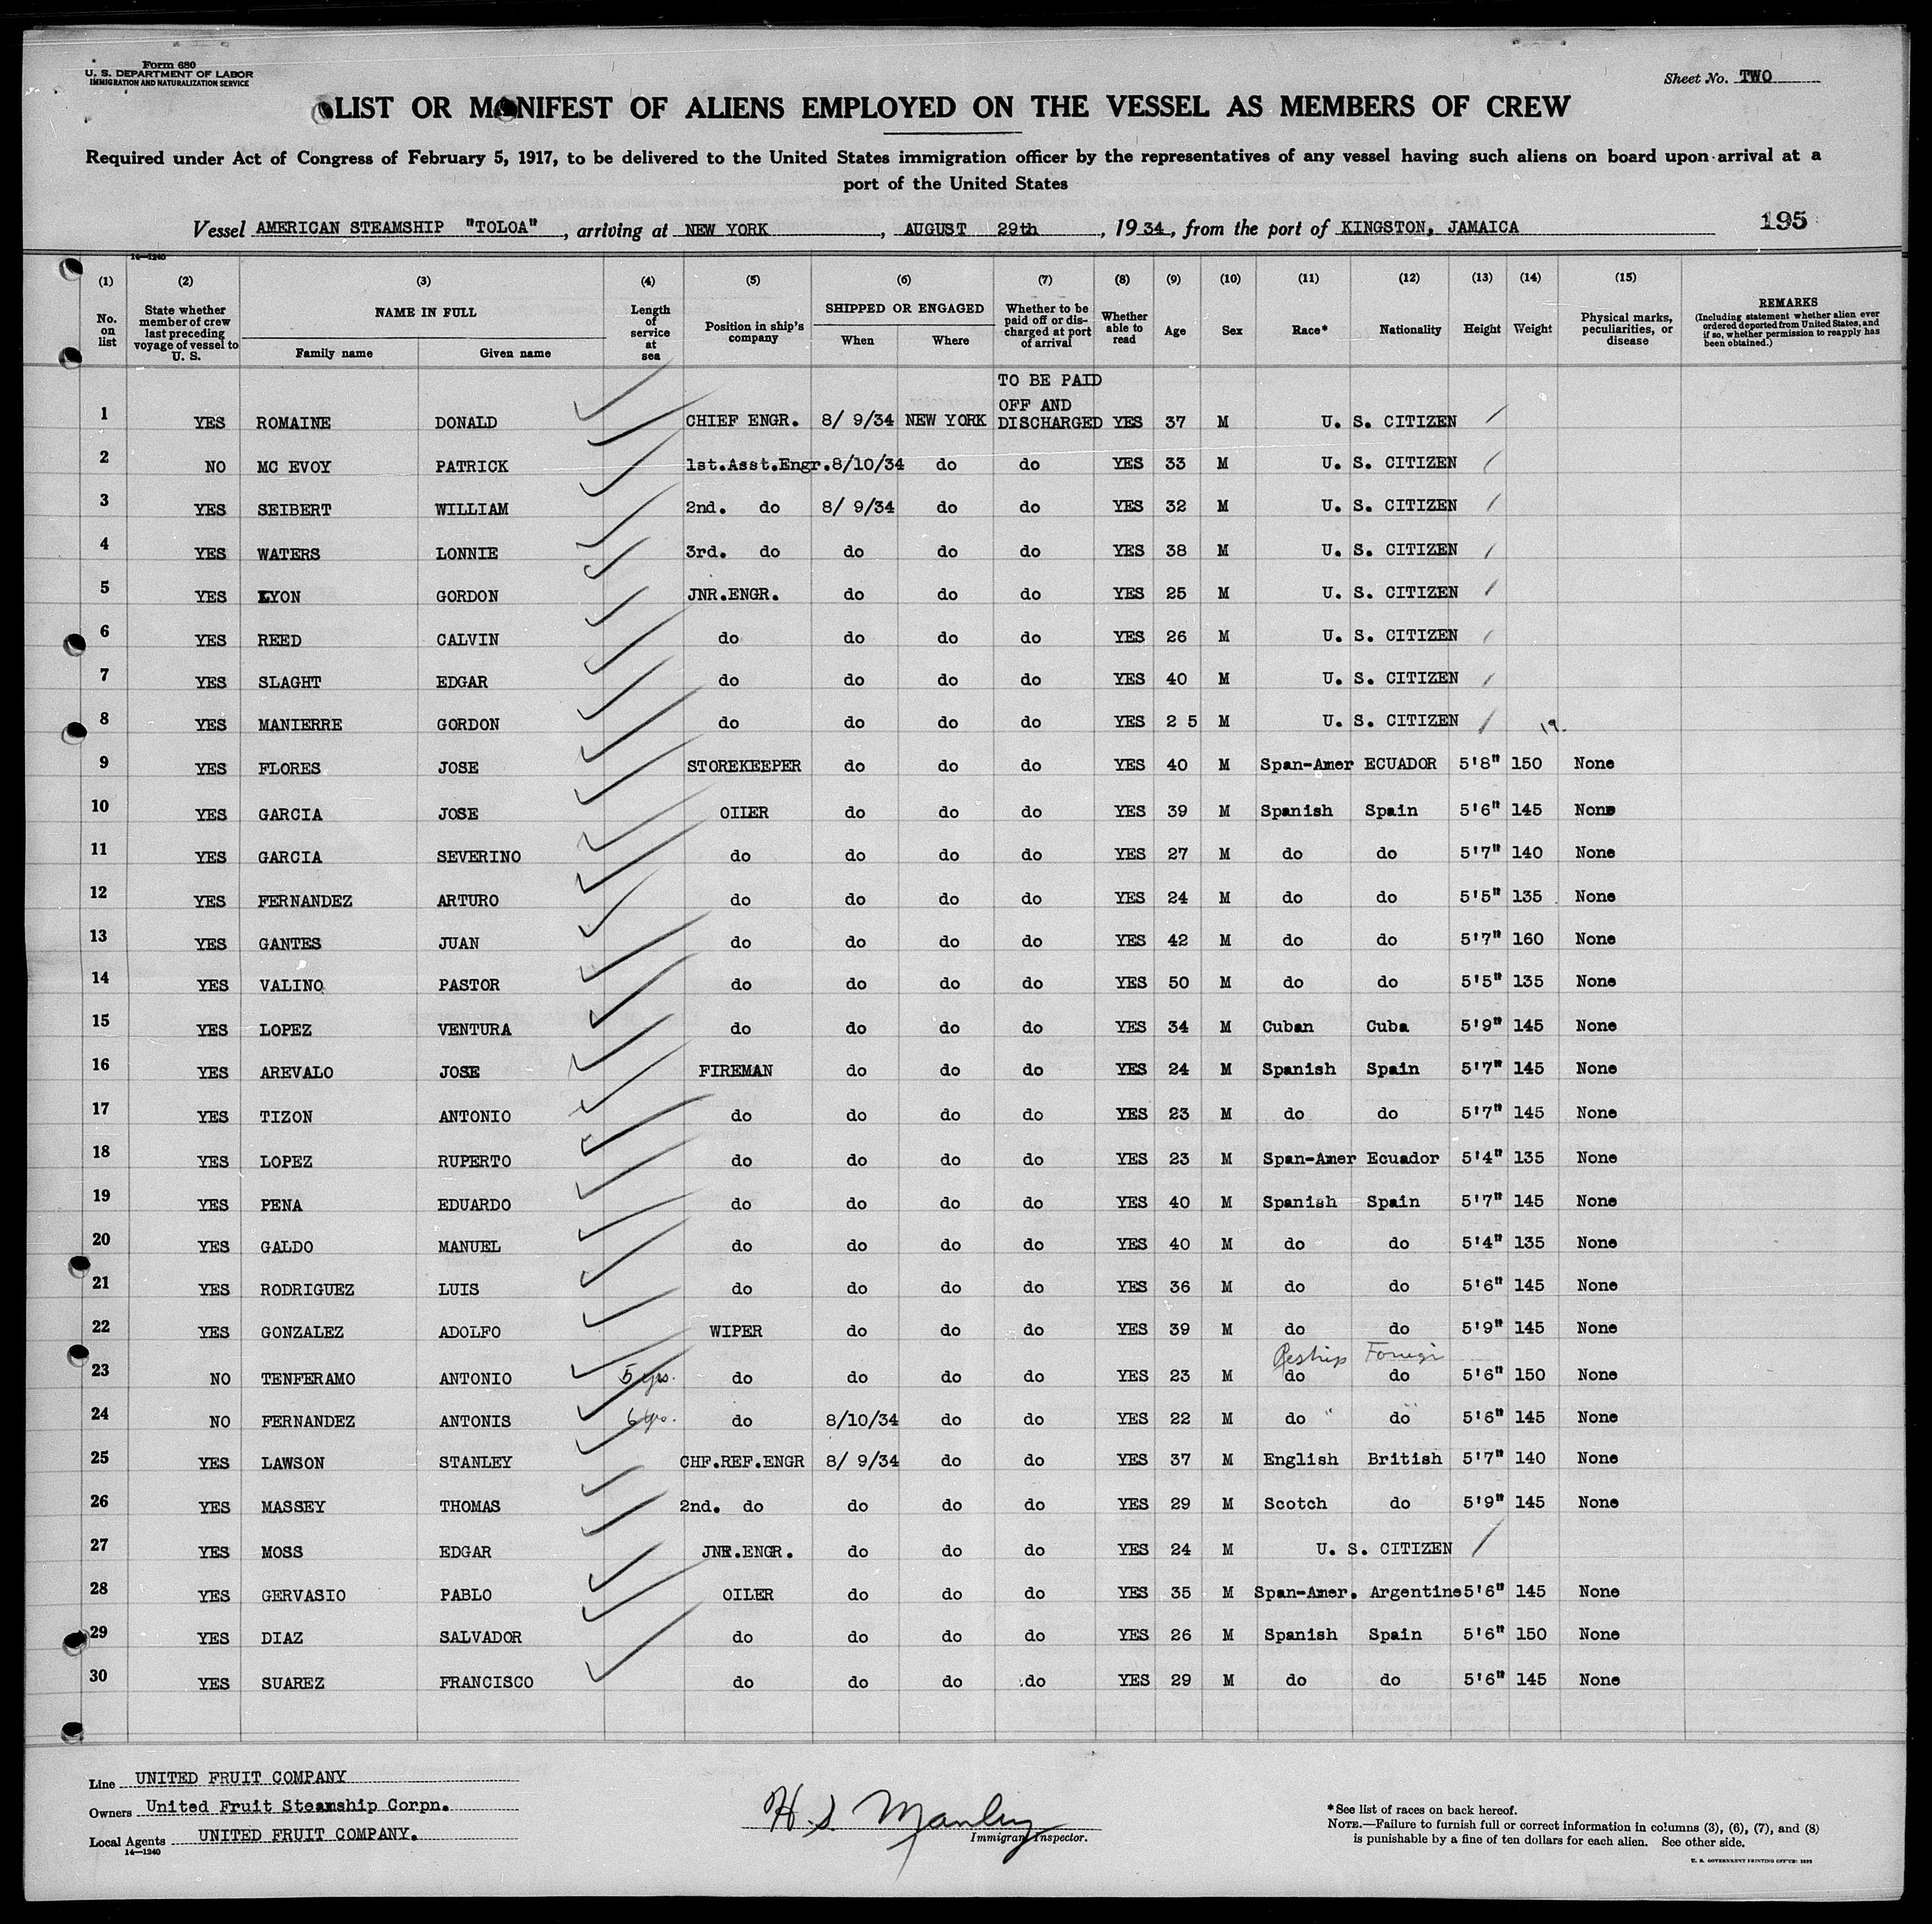 Form 680
U. S. DEPARTMENT OF LABOR
IMMIGRATION AND NATURALIZATION SERVICE
Sheet No. TWO
LIST OR MANIFEST OF ALIENS EMPLOYED ON THE VESSEL AS MEMBERS OF CREW
Required under Act of Congress of February 5, 1917, to be delivered to the United States immigration officer by the representatives of any vessel having such aliens on board upon arrival at a
port of the United States
Vessel AMERICAN STEAMSHIP "TOLOA", arriving at NEW YORK, AUGUST 29th, 1934, from the port of KINGSTON, JAMAICA
195
14—1240
(1) (2) (3) (4) (5) (6) (7) (8) (9) (10) (11) (12) (13) (14) (15)
No. on list
State whether member of crew last preceding voyage of vessel to U. S.
NAME IN FULL
Family name
Given name
Length of service at sea
Position in ship's company
SHIPPED OR ENGAGED
When
Where
Whether to be paid off or discharged at port of arrival
Whether able to read
Age
Sex
Race*
Nationality
Height
Weight
Physical marks, peculiarities, or disease
REMARKS
(Including statement whether alien ever ordered deported from United States, and if so, whether permission to reapply has been obtained.)
TO BE PAID
OFF AND
1 YES ROMAINE DONALD CHIEF ENGR. 8/ 9/34 NEW YORK DISCHARGED YES 37 M U. S. CITIZEN
2 NO MC EVOY PATRICK 1st.Asst.Engr. 8/10/34 do do YES 33 M U. S. CITIZEN
3 YES SEIBERT WILLIAM 2nd. do 8/ 9/34 do do YES 32 M U. S. CITIZEN
4 YES WATERS LONNIE 3rd. do do do do YES 38 M U. S. CITIZEN
5 YES LYON GORDON JNR.ENGR. do do do YES 25 M U. S. CITIZEN
6 YES REED CALVIN do do do do YES 26 M U. S. CITIZEN
7 YES SLAGHT EDGAR do do do do YES 40 M U. S. CITIZEN
8 YES MANIERRE GORDON do do do do YES 2 5 M U. S. CITIZEN 19.
9 YES FLORES JOSE STOREKEEPER do do do YES 40 M Span-Amer ECUADOR 5'8" 150 None
10 YES GARCIA JOSE OIIER do do do YES 39 M Spanish Spain 5'6" 145 None
11 YES GARCIA SEVERINO do do do do YES 27 M do do 5'7" 140 None
12 YES FERNANDEZ ARTURO do do do do YES 24 M do do 5'5" 135 None
13 YES GANTES JUAN do do do do YES 42 M do do 5'7" 160 None
14 YES VALINO PASTOR do do do do YES 50 M do do 5'5" 135 None
15 YES LOPEZ VENTURA do do do do YES 34 M Cuban Cuba 5'9" 145 None
16 YES AREVALO JOSE FIREMAN do do do YES 24 M Spanish Spain 5'7" 145 None
17 YES TIZON ANTONIO do do do do YES 23 M do do 5'7" 145 None
18 YES LOPEZ RUPERTO do do do do YES 23 M Span-Amer Ecuador 5'4" 135 None
19 YES PENA EDUARDO do do do do YES 40 M Spanish Spain 5'7" 145 None
20 YES GALDO MANUEL do do do do YES 40 M do do 5'4" 135 None
21 YES RODRIGUEZ LUIS do do do do YES 36 M do do 5'6" 145 None
22 YES GONZALEZ ADOLFO WIPER do do do YES 39 M do do 5'9" 145 None
Reship Foreign
23 NO TENFERAMO ANTONIO 5 yrs. do do do do YES 23 M do do 5'6" 150 None
24 NO FERNANDEZ ANTONIS 6 yrs. do 8/10/34 do do YES 22 M do " do " 5'6" 145 None
25 YES LAWSON STANLEY CHF.REF.ENGR 8/ 9/34 do do YES 37 M English British 5'7" 140 None
26 YES MASSEY THOMAS 2nd. do do do do YES 29 M Scotch do 5'9" 145 None
27 YES MOSS EDGAR JNR.ENGR. do do do YES 24 M U. S. CITIZEN
28 YES GERVASIO PABLO OILER do do do YES 35 M Span-Amer. Argentine 5'6" 145 None
29 YES DIAZ SALVADOR do do do do YES 26 M Spanish Spain 5'6" 150 None
30 YES SUAREZ FRANCISCO do do do do YES 29 M do do 5'6" 145 None
Line UNITED FRUIT COMPANY
Owners United Fruit Steamship Corpn.
Local Agents UNITED FRUIT COMPANY.
14—1240
H. S. Manley
Immigrant Inspector.
*See list of races on back hereof.
NOTE.—Failure to furnish full or correct information in columns (3), (6), (7), and (8)
is punishable by a fine of ten dollars for each alien. See other side.
U. S. GOVERNMENT PRINTING OFFICE: